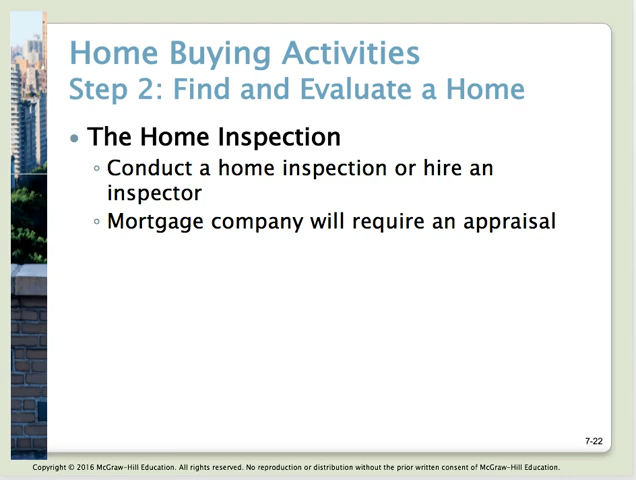 Home Buying Activities
Step 2: Find and Evaluate a Home
• The Home Inspection
◦ Conduct a home inspection or hire an
inspector
◦ Mortgage company will require an appraisal
7-22
Copyright © 2016 McGraw-Hill Education. All rights reserved. No reproduction or distribution without the prior written consent of McGraw-Hill Education.